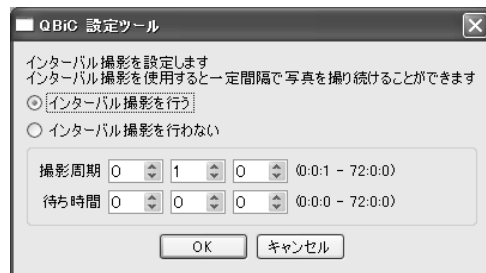 QBiC 設定ツール
インターバル撮影を設定します
インターバル撮影を使用すると一定間隔で写真を撮り続けることができます
インターバル撮影を行う
インターバル撮影を行わない
撮影周期 0 1 0 (0:0:1 - 72:0:0)
待ち時間 0 0 0 (0:0:0 - 72:0:0)
OK キャンセル